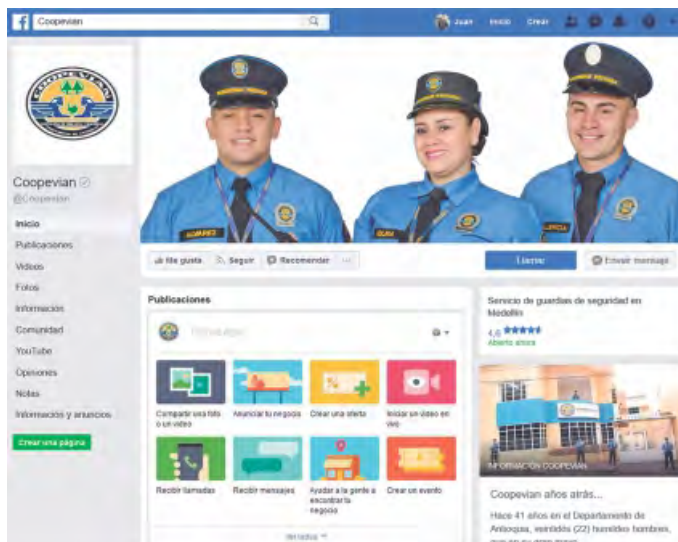 Coopevian
Juan
Inicio
Crear
COOPEVIAN
Coopevian
@Coopevian
Inicio
Publicaciones
Videos
Fotos
Información
Comunidad
YouTube
Opiniones
Notas
Información y anuncios
Crear una página
ALVAREZ
Me gusta
Seguir
Recomendar
...
Llamar
Enviar mensaje
Publicaciones
Compartir una foto
o un video
Anunciar tu negocio
Crear una oferta
Iniciar un video en
vivo
Recibir llamadas
Recibir mensajes
Ayudar a la gente a
encontrar tu
negocio
Crear un evento
Ver todos
Servicio de guardias de seguridad en
Medellín
4,6
Abierto ahora
INFORMACIÓN COOPEVIAN
Coopevian años atrás...
Hace 41 años en el Departamento de
Antioquia, veintidós (22) humildes hombres,